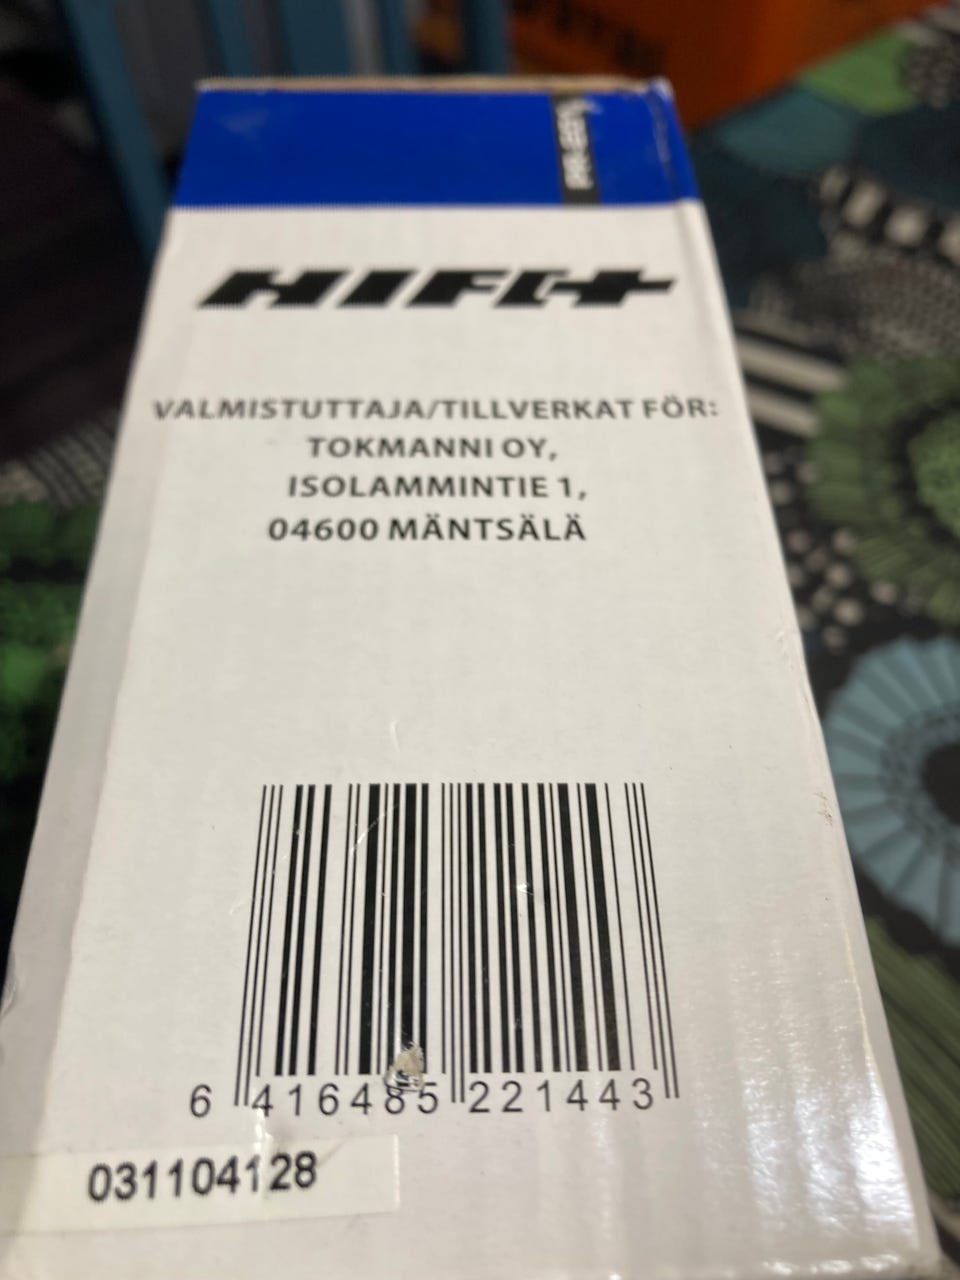 HIFI+
VALMISTUTTAJA/TILLVERKAT FÖR:
TOKMANNI OY,
ISOLAMMINTIE 1,
04600 MÄNTSÄLÄ
6 416485 221443
031104128